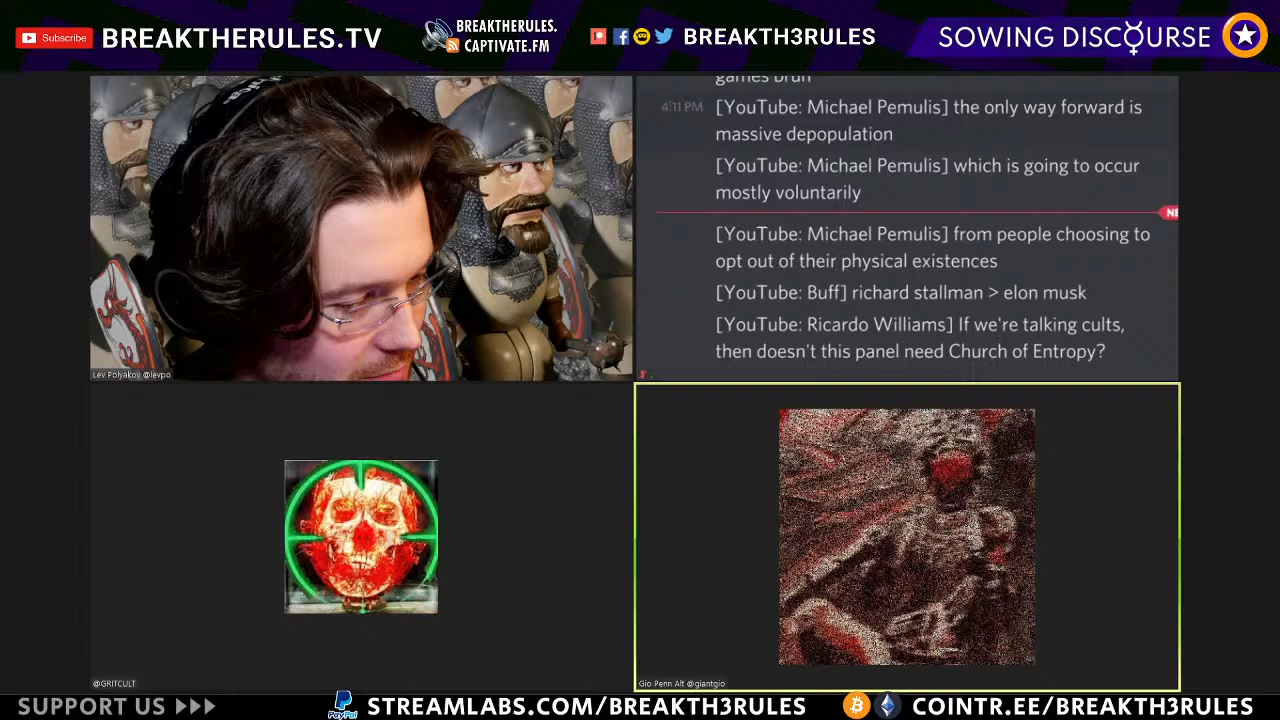 Subscribe
BREAKTHERULES.TV
BREAKTHERULES.
CAPTIVATE.FM
BREAKTH3RULES
SOWING DISCOURSE
games bruh
4:11 PM
[YouTube: Michael Pemulis] the only way forward is
massive depopulation
[YouTube: Michael Pemulis] which is going to occur
mostly voluntarily
NE
[YouTube: Michael Pemulis] from people choosing to
opt out of their physical existences
[YouTube: Buff] richard stallman > elon musk
[YouTube: Ricardo Williams] If we're talking cults,
then doesn't this panel need Church of Entropy?
Lev Polyakov @levpo
@GRITCULT
Gio Penn Alt @giantgio
SUPPORT US
PayPal
STREAMLABS.COM/BREAKTH3RULES
COINTR.EE/BREAKTH3RULES